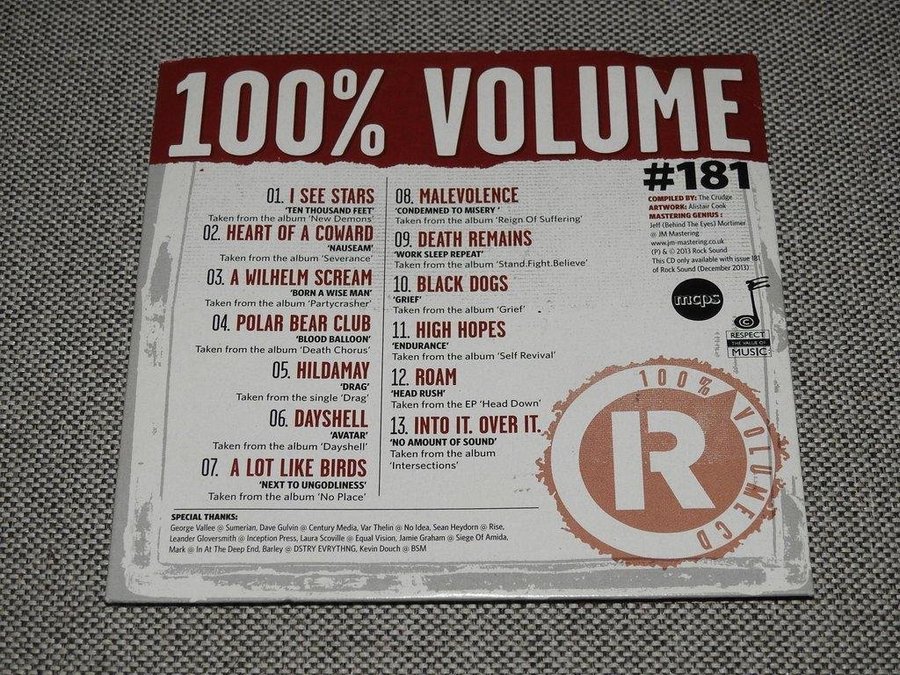 100% VOLUME
#181
COMPILED BY: The Crudge
ARTWORK: Alistair Cook
MASTERING GENIUS :
Jeff (Behind The Eyes) Mortimer
@ JM Mastering
www.jm-mastering.co.uk
(P) & © 2013 Rock Sound
This CD only available with issue 181
of Rock Sound (December 2013)
mcps
©
RESPECT
THE VALUE OF
MUSIC
01. I SEE STARS
'TEN THOUSAND FEET'
Taken from the album 'New Demons'
02. HEART OF A COWARD
'NAUSEAM'
Taken from the album 'Severance'
03. A WILHELM SCREAM
'BORN A WISE MAN'
Taken from the album 'Partycrasher'
04. POLAR BEAR CLUB
'BLOOD BALLOON'
Taken from the album 'Death Chorus'
05. HILDAMAY
'DRAG'
Taken from the single 'Drag'
06. DAYSHELL
'AVATAR'
Taken from the album 'Dayshell'
07. A LOT LIKE BIRDS
'NEXT TO UNGODLINESS'
Taken from the album 'No Place'
08. MALEVOLENCE
'CONDEMNED TO MISERY '
Taken from the album 'Reign Of Suffering'
09. DEATH REMAINS
'WORK SLEEP REPEAT'
Taken from the album 'Stand.Fight.Believe'
10. BLACK DOGS
'GRIEF'
Taken from the album 'Grief'
11. HIGH HOPES
'ENDURANCE'
Taken from the album 'Self Revival'
12. ROAM
'HEAD RUSH'
Taken from the EP 'Head Down'
13. INTO IT. OVER IT.
'NO AMOUNT OF SOUND'
Taken from the album
'Intersections'
100% VOLUME CD
R
SPECIAL THANKS:
George Vallee @ Sumerian, Dave Gulvin @ Century Media, Var Thelin @ No Idea, Sean Heydorn @ Rise,
Leander Gloversmith @ Inception Press, Laura Scoville @ Equal Vision, Jamie Graham @ Siege Of Amida,
Mark @ In At The Deep End, Barley @ DSTRY EVRYTHNG, Kevin Douch @ BSM